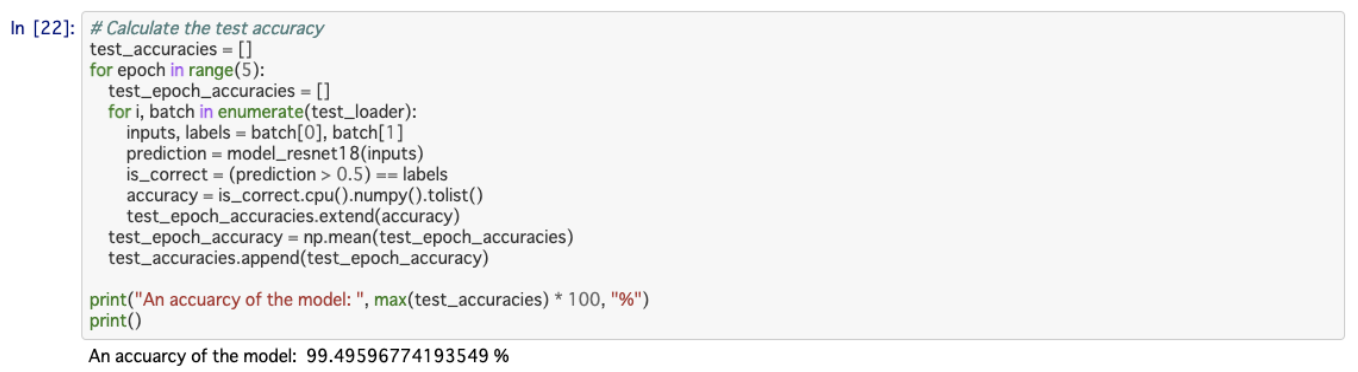 In [22]: # Calculate the test accuracy
test_accuracies = []
for epoch in range(5):
  test_epoch_accuracies = []
  for i, batch in enumerate(test_loader):
    inputs, labels = batch[0], batch[1]
    prediction = model_resnet18(inputs)
    is_correct = (prediction > 0.5) == labels
    accuracy = is_correct.cpu().numpy().tolist()
    test_epoch_accuracies.extend(accuracy)
  test_epoch_accuracy = np.mean(test_epoch_accuracies)
  test_accuracies.append(test_epoch_accuracy)

print("An accuarcy of the model: ", max(test_accuracies) * 100, "%")
print()
An accuarcy of the model:  99.49596774193549 %